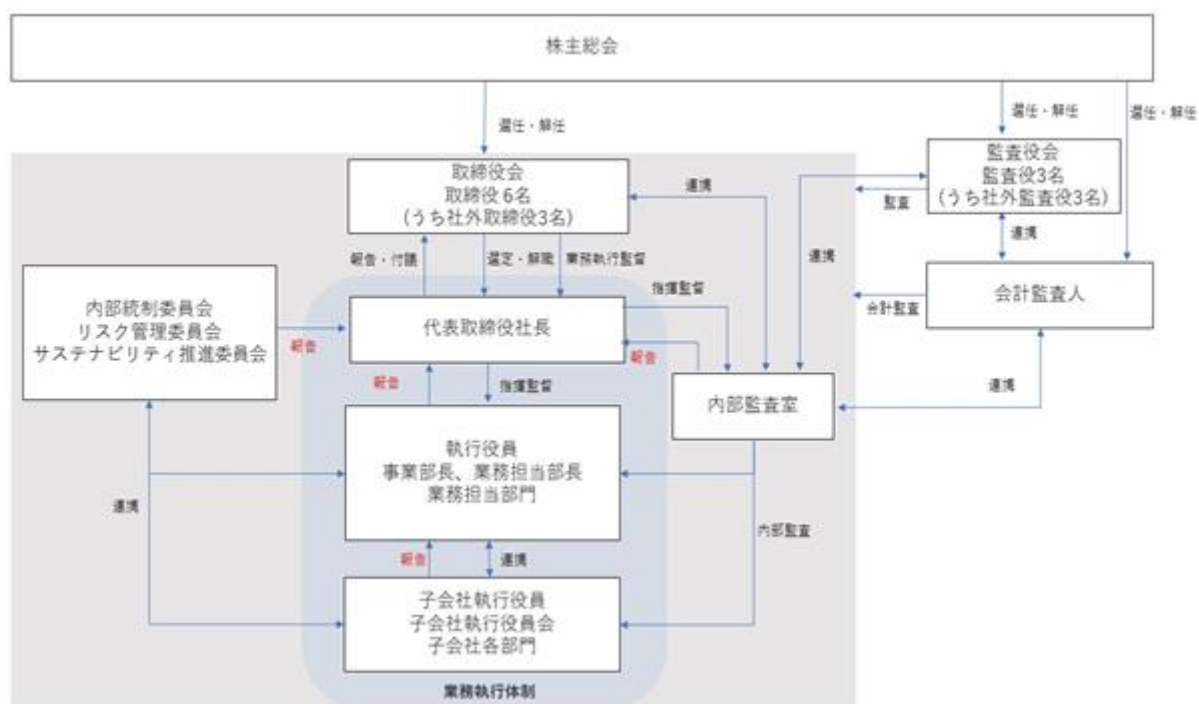 株主総会
選任・解任
選任・解任
選任・解任
取締役会
取締役 6名
(うち社外取締役3名)
連携
監査役会
監査役3名
(うち社外監査役3名)
監査
連携
連携
報告・付議
選定・解職
業務執行監督
指揮監督
会計監査人
会計監査
内部統制委員会
リスク管理委員会
サステナビリティ推進委員会
報告
代表取締役社長
報告
報告
指揮監督
内部監査室
連携
執行役員
事業部長、業務担当部長
業務担当部門
連携
内部監査
報告
連携
子会社執行役員
子会社執行役員会
子会社各部門
業務執行体制